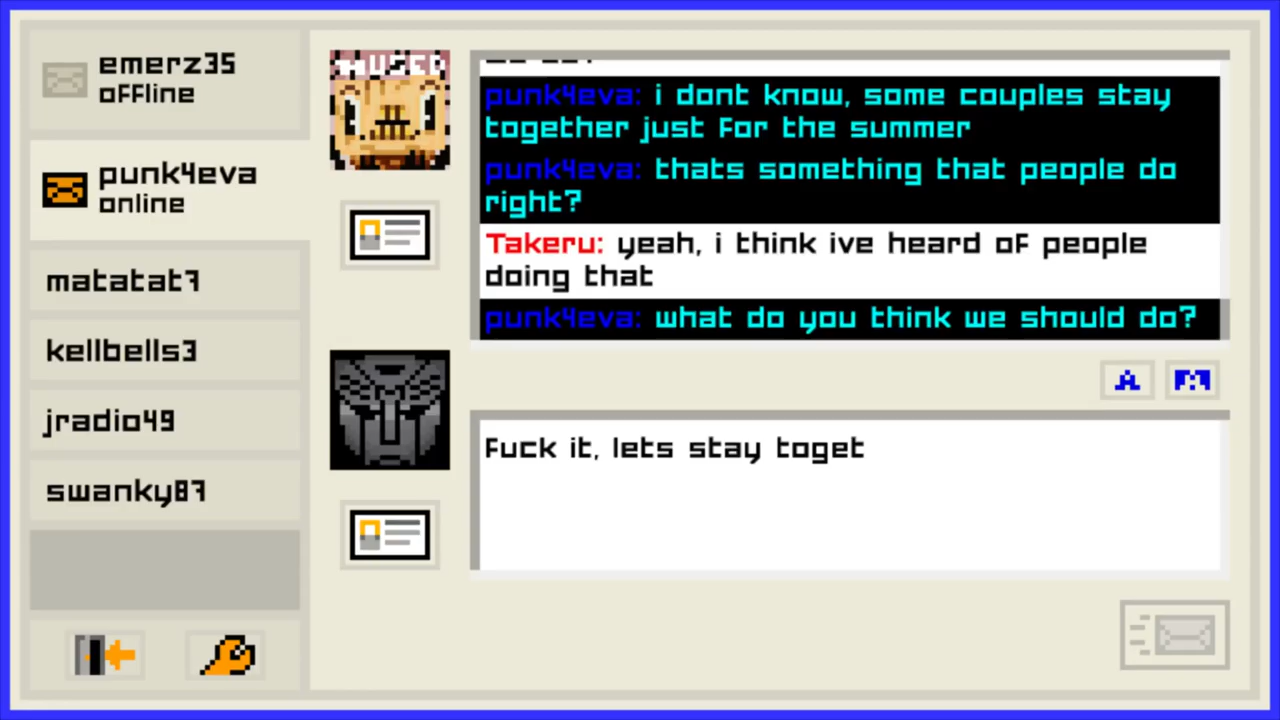 emerz35
offline
punk4eva
online
matatat7
kellbells3
jradio49
swanky87
punk4eva: i dont know, some couples stay
together just for the summer
punk4eva: thats something that people do
right?
Takeru: yeah, i think ive heard of people
doing that
punk4eva: what do you think we should do?
A
Fuck it, lets stay toget